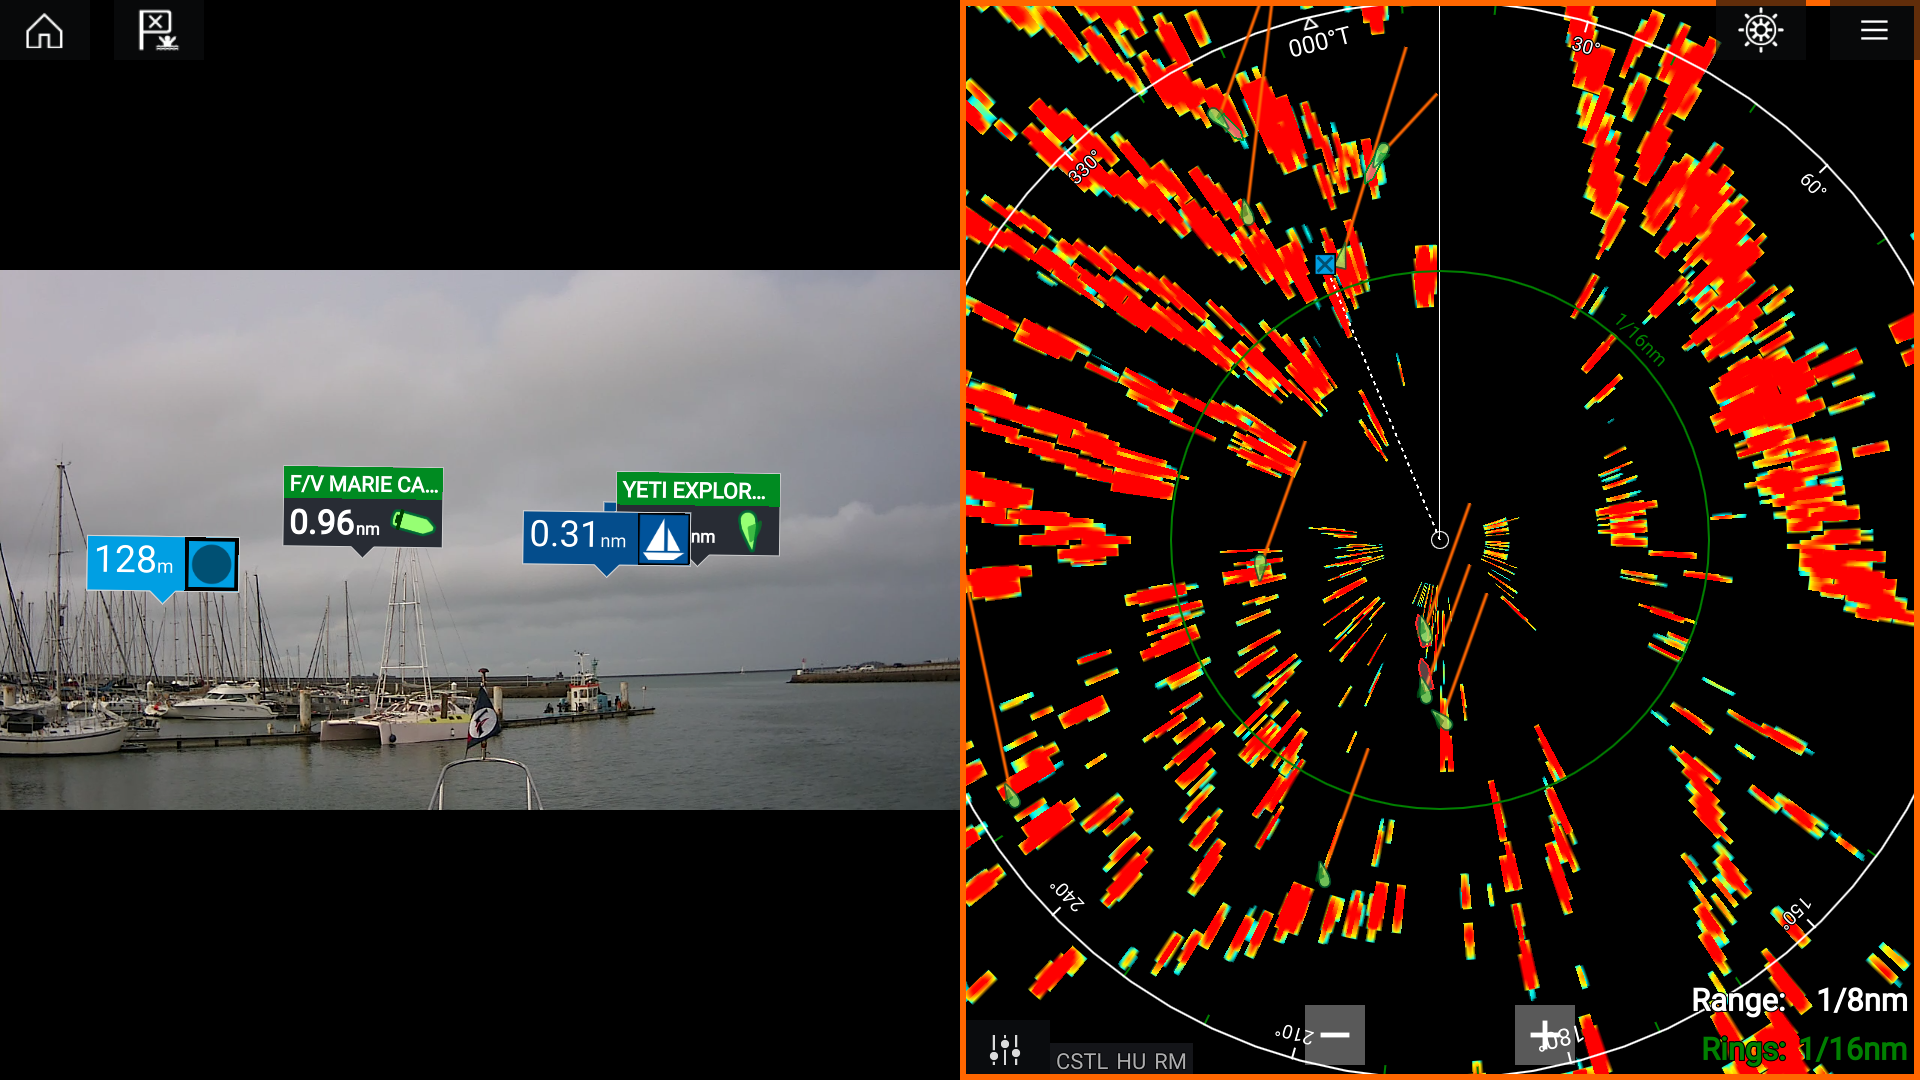 F/V MARIE CA...
0.96nm
YETI EXPLOR...
nm
0.31nm
128m
000°T
30°
60°
330°
1/16nm
240°
150°
210°
180°
Range: 1/8nm
Rings: 1/16nm
CSTL HU RM